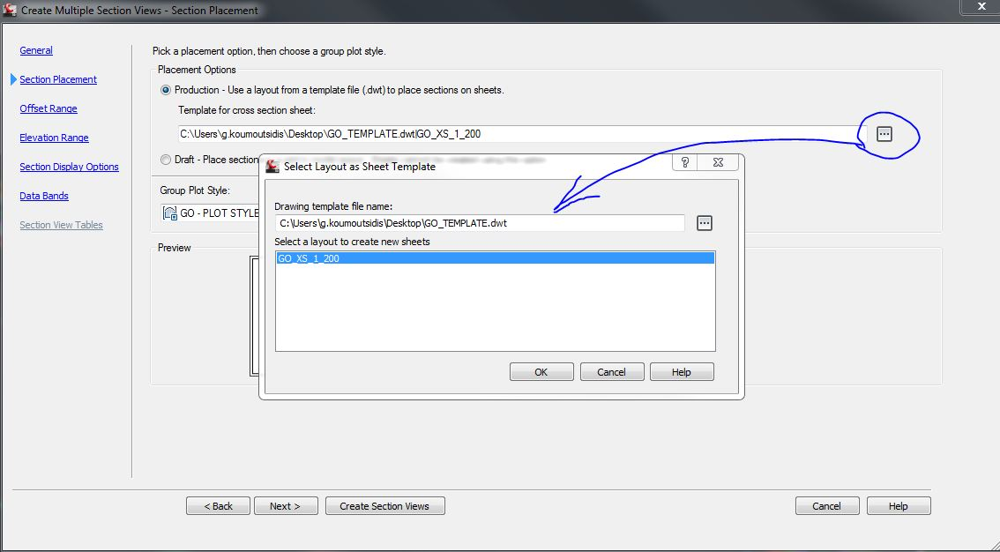 Create Multiple Section Views - Section Placement
X
General
Section Placement
Offset Range
Elevation Range
Section Display Options
Data Bands
Section View Tables
Pick a placement option, then choose a group plot style.
Placement Options
Production - Use a layout from a template file (.dwt) to place sections on sheets.
Template for cross section sheet:
C:\Users\g.koumoutsidis\Desktop\GO_TEMPLATE.dwt|GO_XS_1_200
...
Draft - Place section
Group Plot Style:
GO - PLOT STYLE
Preview
Select Layout as Sheet Template
?
Drawing template file name:
C:\Users\g.koumoutsidis\Desktop\GO_TEMPLATE.dwt
...
Select a layout to create new sheets
GO_XS_1_200
OK Cancel Help
< Back Next > Create Section Views Cancel Help